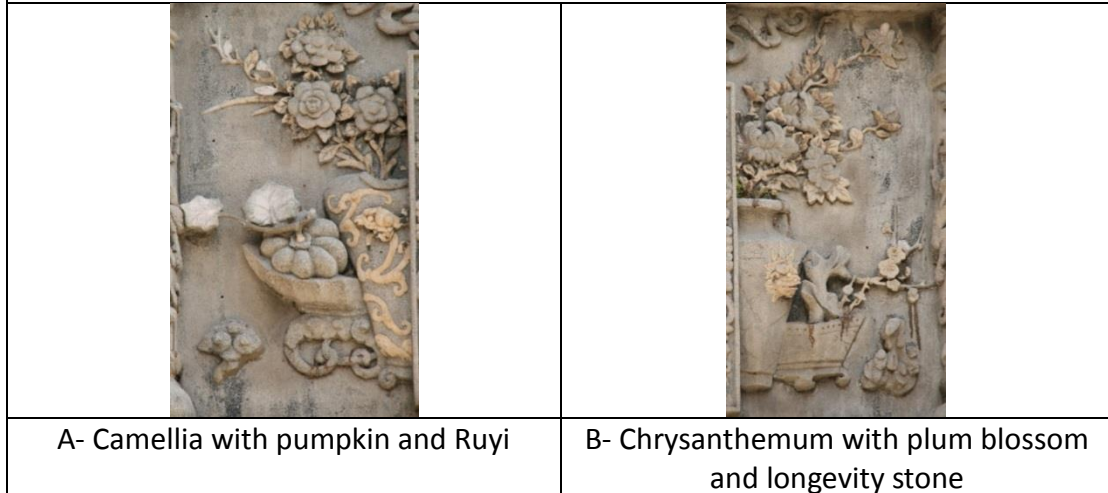 A- Camellia with pumpkin and Ruyi
B- Chrysanthemum with plum blossom
and longevity stone